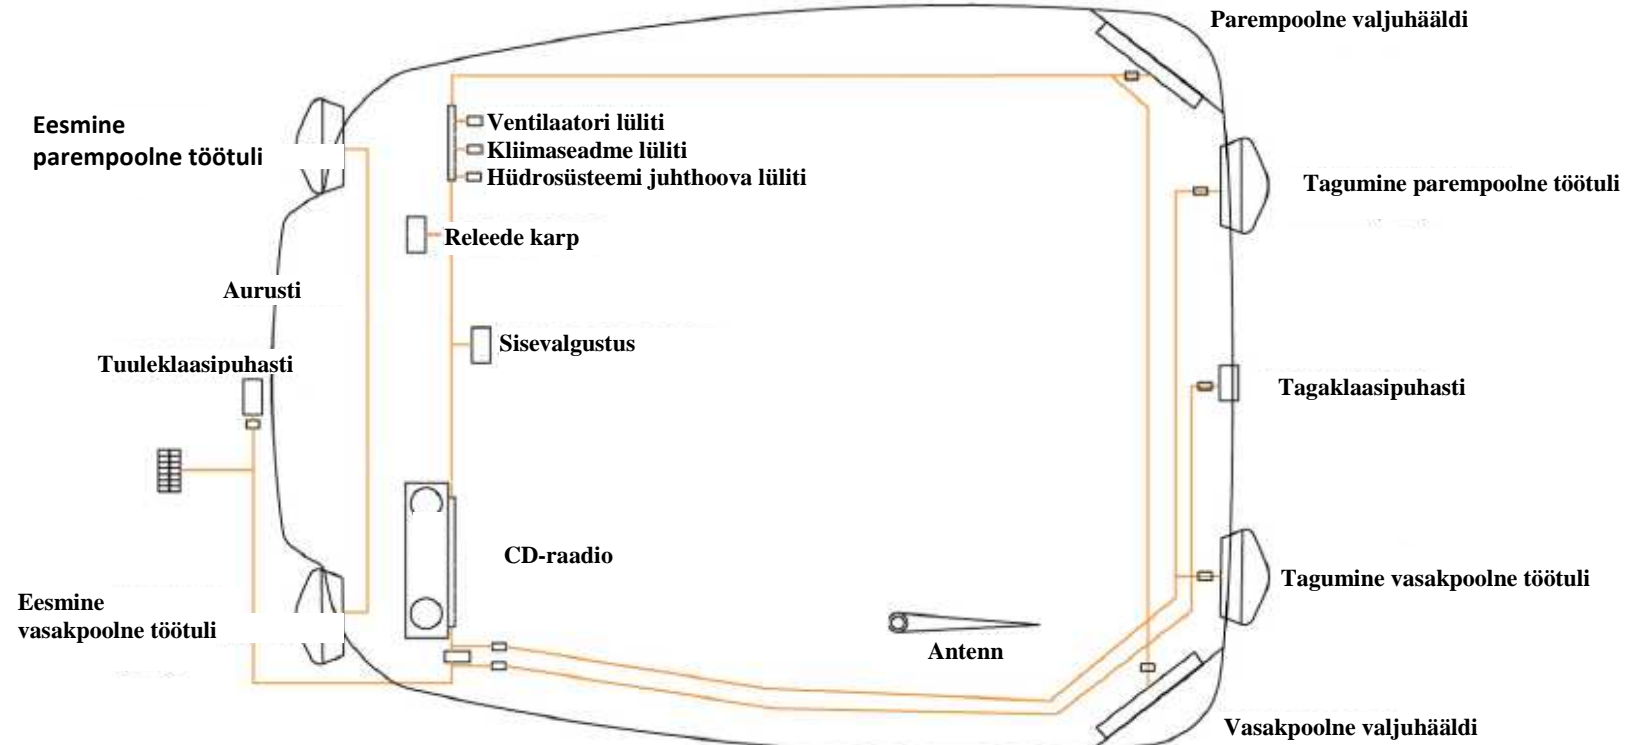 Parempoolne valjuhääldi
Eesmine
parempoolne töötuli
Ventilaatori lüliti
Kliimaseadme lüliti
Hüdrosüsteemi juhthoova lüliti
Tagumine parempoolne töötuli
Releede karp
Aurusti
Sisevalgustus
Tuuleklaasipuhasti
Tagaklaasipuhasti
CD-raadio
Tagumine vasakpoolne töötuli
Eesmine
vasakpoolne töötuli
Antenn
Vasakpoolne valjuhääldi